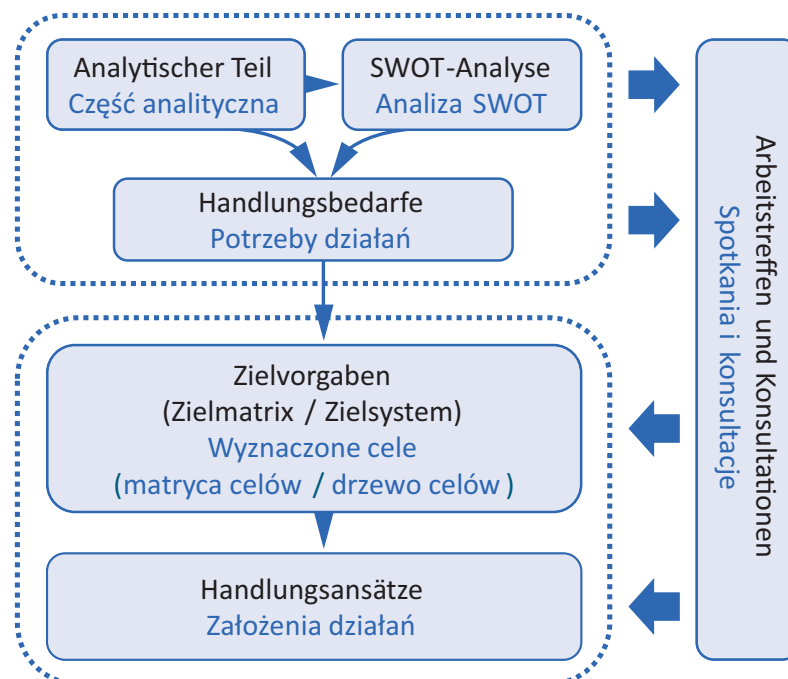 Analytischer Teil
Część analityczna
SWOT-Analyse
Analiza SWOT
Handlungsbedarfe
Potrzeby działań
Zielvorgaben
(Zielmatrix / Zielsystem)
Wyznaczone cele
(matryca celów / drzewo celów )
Handlungsansätze
Założenia działań
Arbeitstreffen und Konsultationen
Spotkania i konsultacje